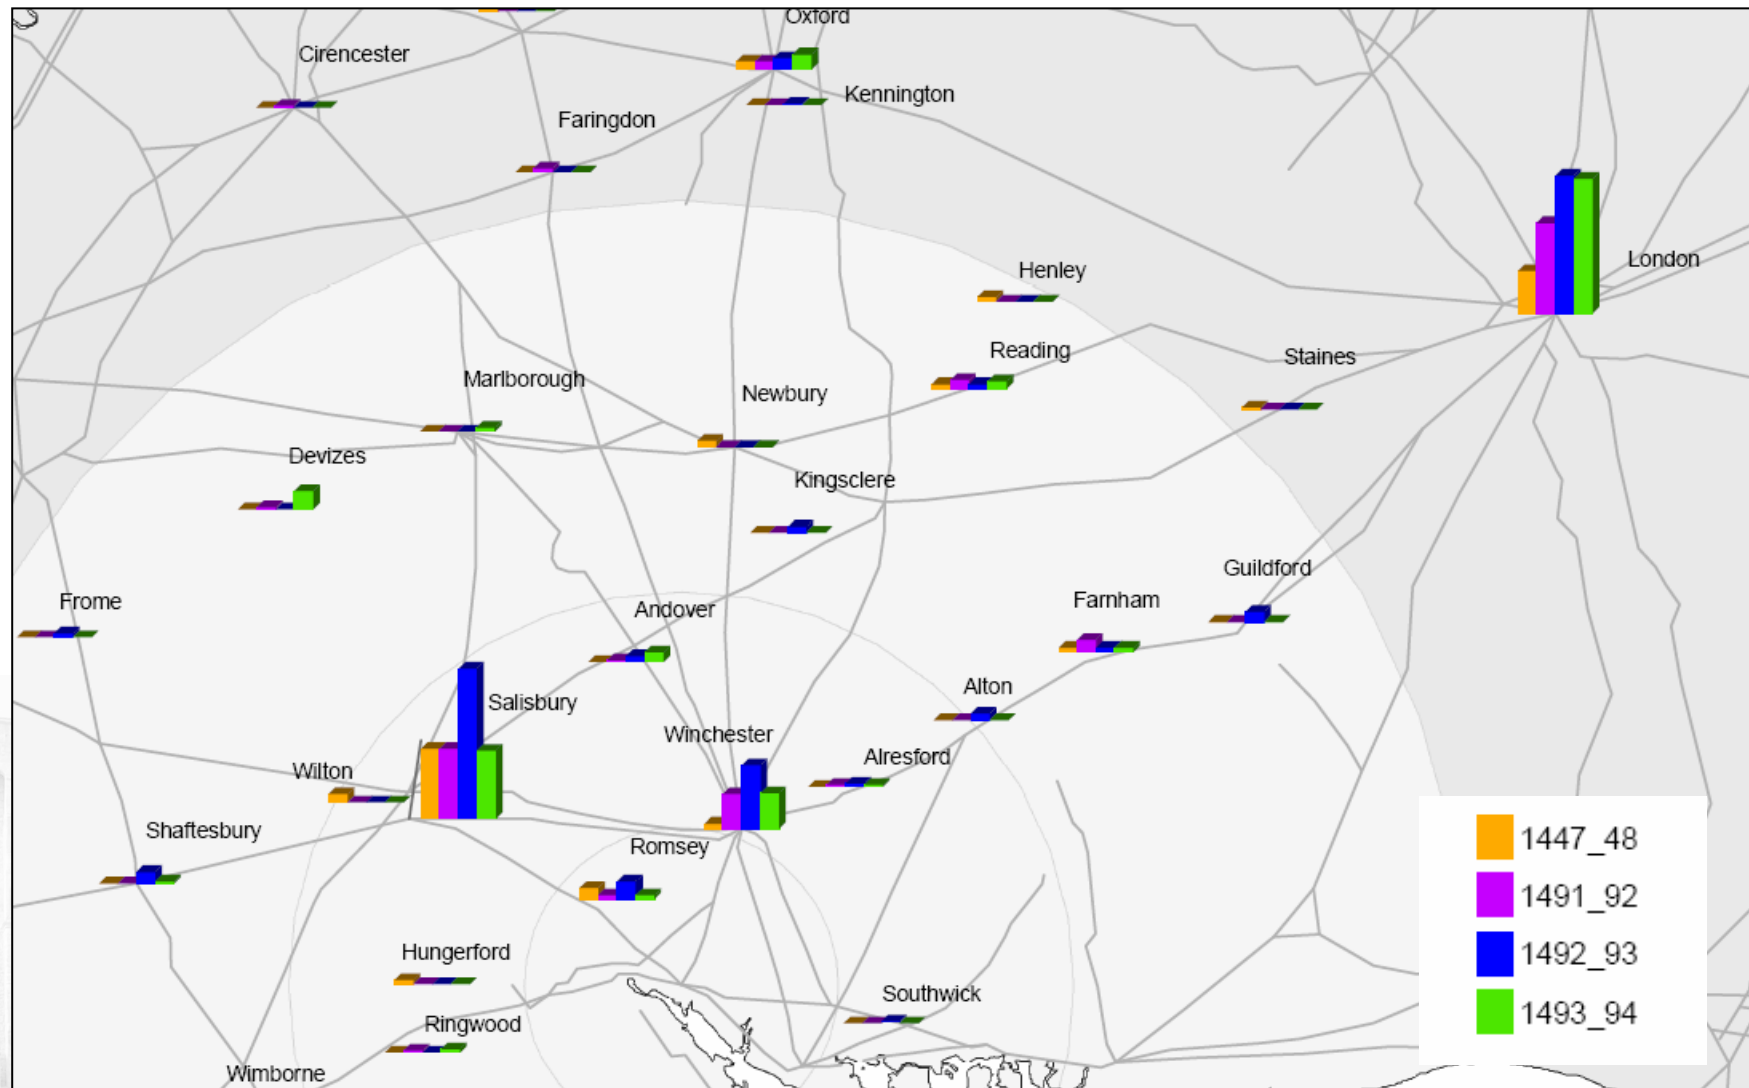 Oxford
Cirencester
Kennington
Faringdon
London
Henley
Reading
Staines
Marlborough
Newbury
Devizes
Kingsclere
Guildford
Frome
Farnham
Andover
Alton
Salisbury
Winchester
Alresford
Wilton
Shaftesbury
Romsey
1447_48
1491_92
1492_93
1493_94
Hungerford
Southwick
Ringwood
Wimborne